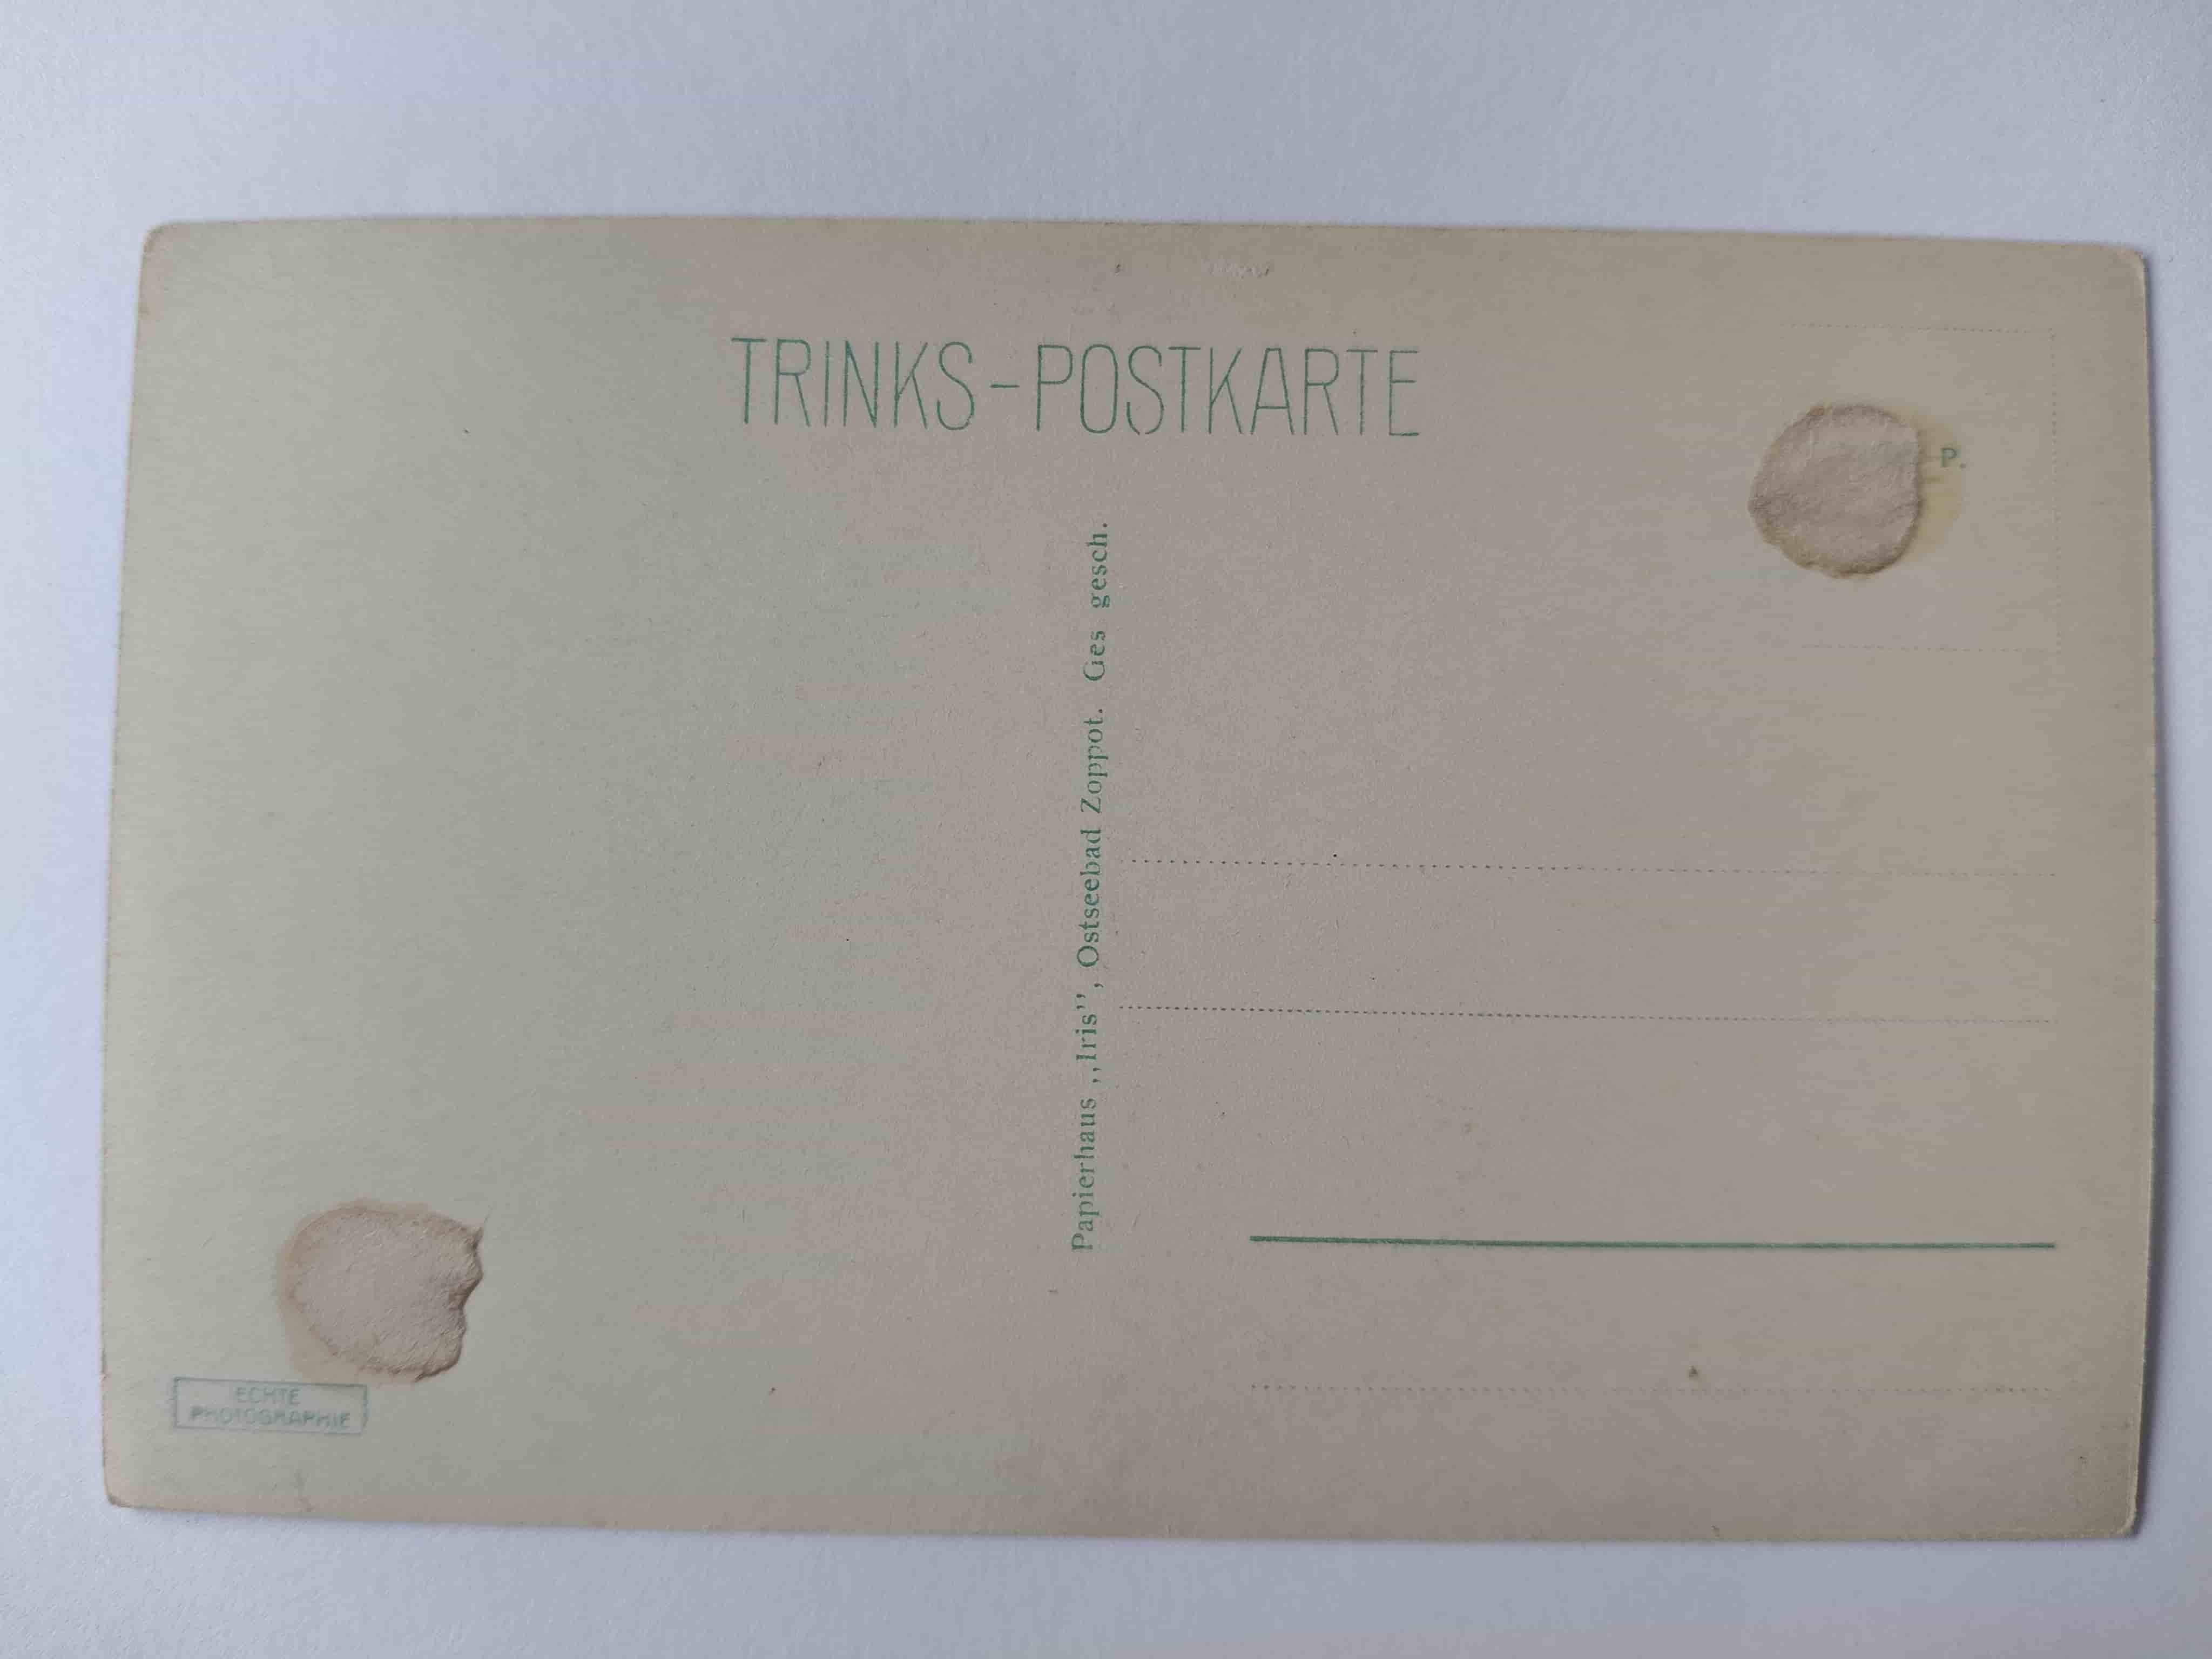 TRINKS-POSTKARTE
P.
Papierhaus ,,Iris'', Ostseebad Zoppot. Ges gesch.
ECHTE
PHOTOGRAPHIE